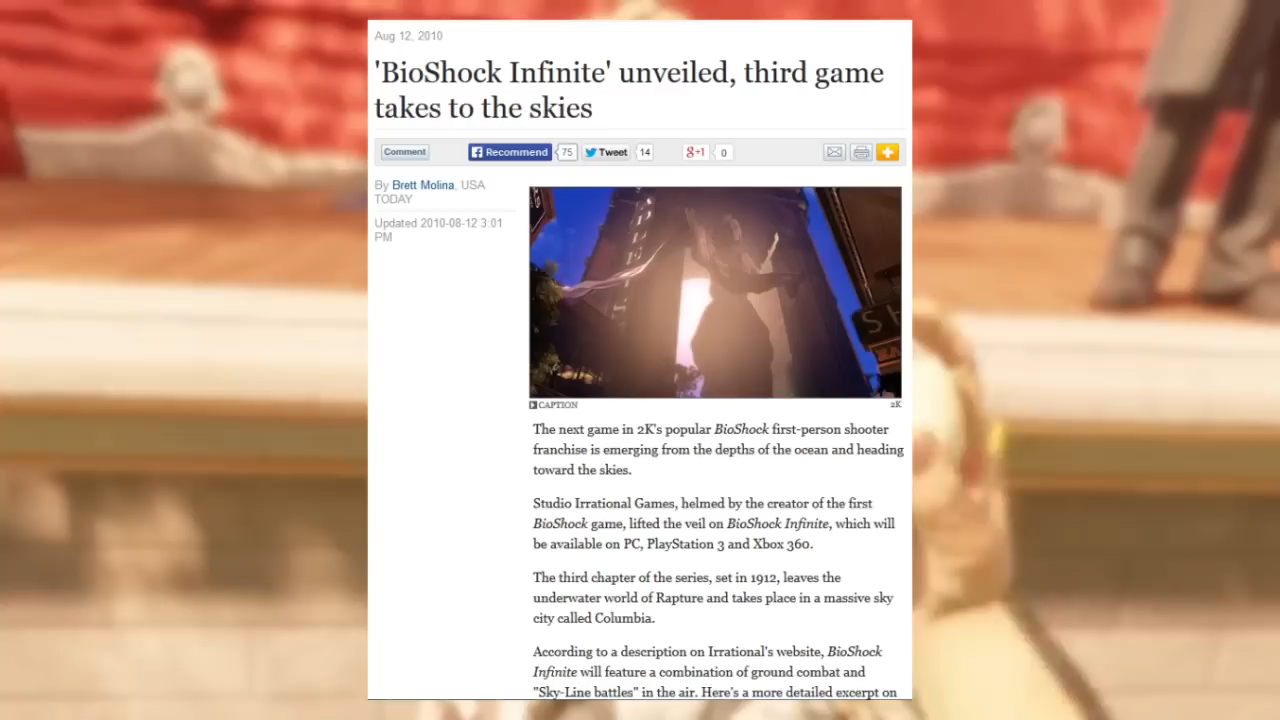 Aug 12, 2010
'BioShock Infinite' unveiled, third game
takes to the skies
Comment
Recommend 75 Tweet 14 g+1 0
By Brett Molina, USA
TODAY
Updated 2010-08-12 3:01
PM
CAPTION 2K
The next game in 2K's popular BioShock first-person shooter
franchise is emerging from the depths of the ocean and heading
toward the skies.
Studio Irrational Games, helmed by the creator of the first
BioShock game, lifted the veil on BioShock Infinite, which will
be available on PC, PlayStation 3 and Xbox 360.
The third chapter of the series, set in 1912, leaves the
underwater world of Rapture and takes place in a massive sky
city called Columbia.
According to a description on Irrational's website, BioShock
Infinite will feature a combination of ground combat and
"Sky-Line battles" in the air. Here's a more detailed excerpt on